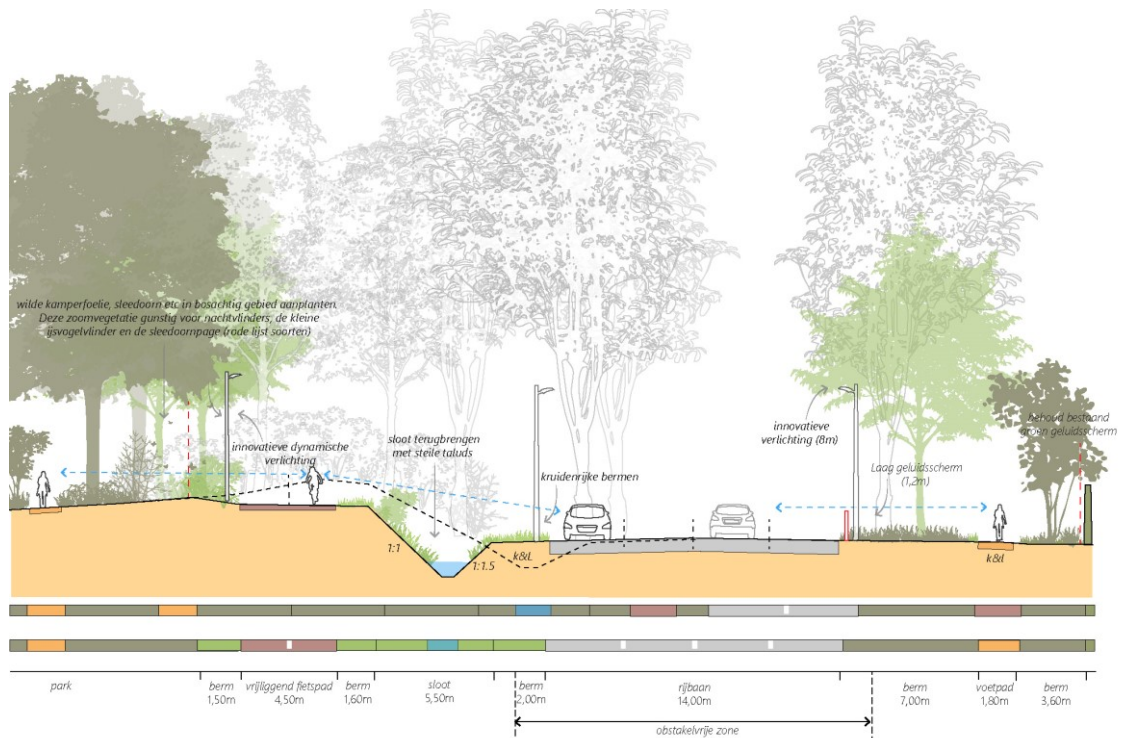 wilde kamperfoelie, sleedoorn etc in bosachtig gebied aanplanten.
Deze zoomvegetatie gunstig voor nachtvlinders, de kleine
ijsvogelvlinder en de sleedoornpage (rode lijst soorten)
innovatieve dynamische
verlichting
sloot terugbrengen
met steile taluds
kruidenrijke bermen
innovatieve
verlichting (8m)
Laag geluidsscherm
(1,2m)
behoud bestaand
groen geluidsscherm
1:1
1:1.5
k&L
k&l
park
berm
1,50m
vrijliggend fietspad
4,50m
berm
1,60m
sloot
5,50m
berm
2,00m
rijbaan
14,00m
berm
7,00m
voetpad
1,80m
berm
3,60m
obstakelvrije zone